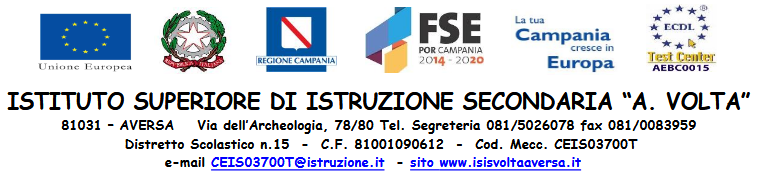 Unione Europea
REPVBBLICA ITALIANA
REGIONE CAMPANIA
FSE
POR CAMPANIA
2014 - 2020
La tua
Campania
cresce in
Europa
ECDL
Test Center
AEBC0015
ISTITUTO SUPERIORE DI ISTRUZIONE SECONDARIA “A. VOLTA”
81031 – AVERSA Via dell’Archeologia, 78/80 Tel. Segreteria 081/5026078 fax 081/0083959
Distretto Scolastico n.15 - C.F. 81001090612 - Cod. Mecc. CEIS03700T
e-mail CEIS03700T@istruzione.it - sito www.isisvoltaaversa.it